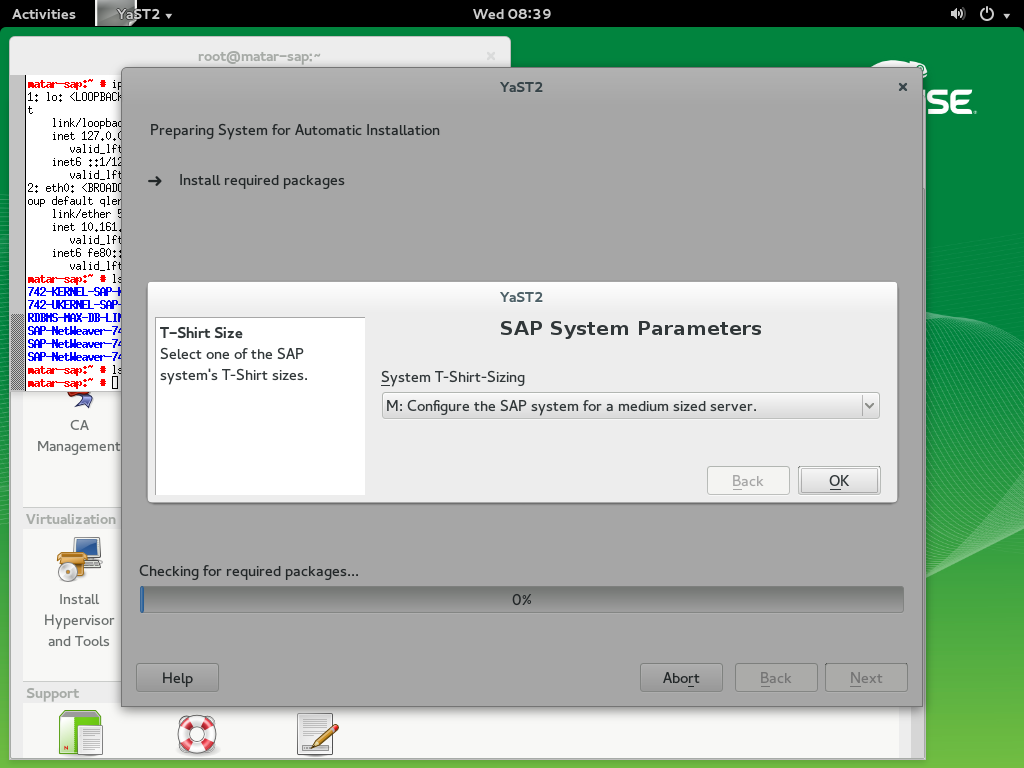 Activities
YaST2
Wed 08:39
root@matar-sap:~
matar-sap:~ # ip
1: lo: <LOOPBACK
t
link/loopbac
inet 127.0.0
valid_lft
inet6 ::1/12
valid_lft
2: eth0: <BROADC
oup default qlen
link/ether 5
inet 10.161.
valid_lft
inet6 fe80::
valid_lft
matar-sap:~ # ls
742-KERNEL-SAP-K
742-UKERNEL-SAP-
RDBMS-MAX-DB-LIN
SAP-NetWeaver-74
SAP-NetWeaver-74
SAP-NetWeaver-74
matar-sap:~ # ls
matar-sap:~ #
USE.
YaST2
Preparing System for Automatic Installation
Install required packages
YaST2
T-Shirt Size
Select one of the SAP
system's T-Shirt sizes.
SAP System Parameters
System T-Shirt-Sizing
M: Configure the SAP system for a medium sized server.
Back
OK
CA
Management
Virtualization
Install
Hypervisor
and Tools
Checking for required packages...
0%
Help
Abort
Back
Next
Support